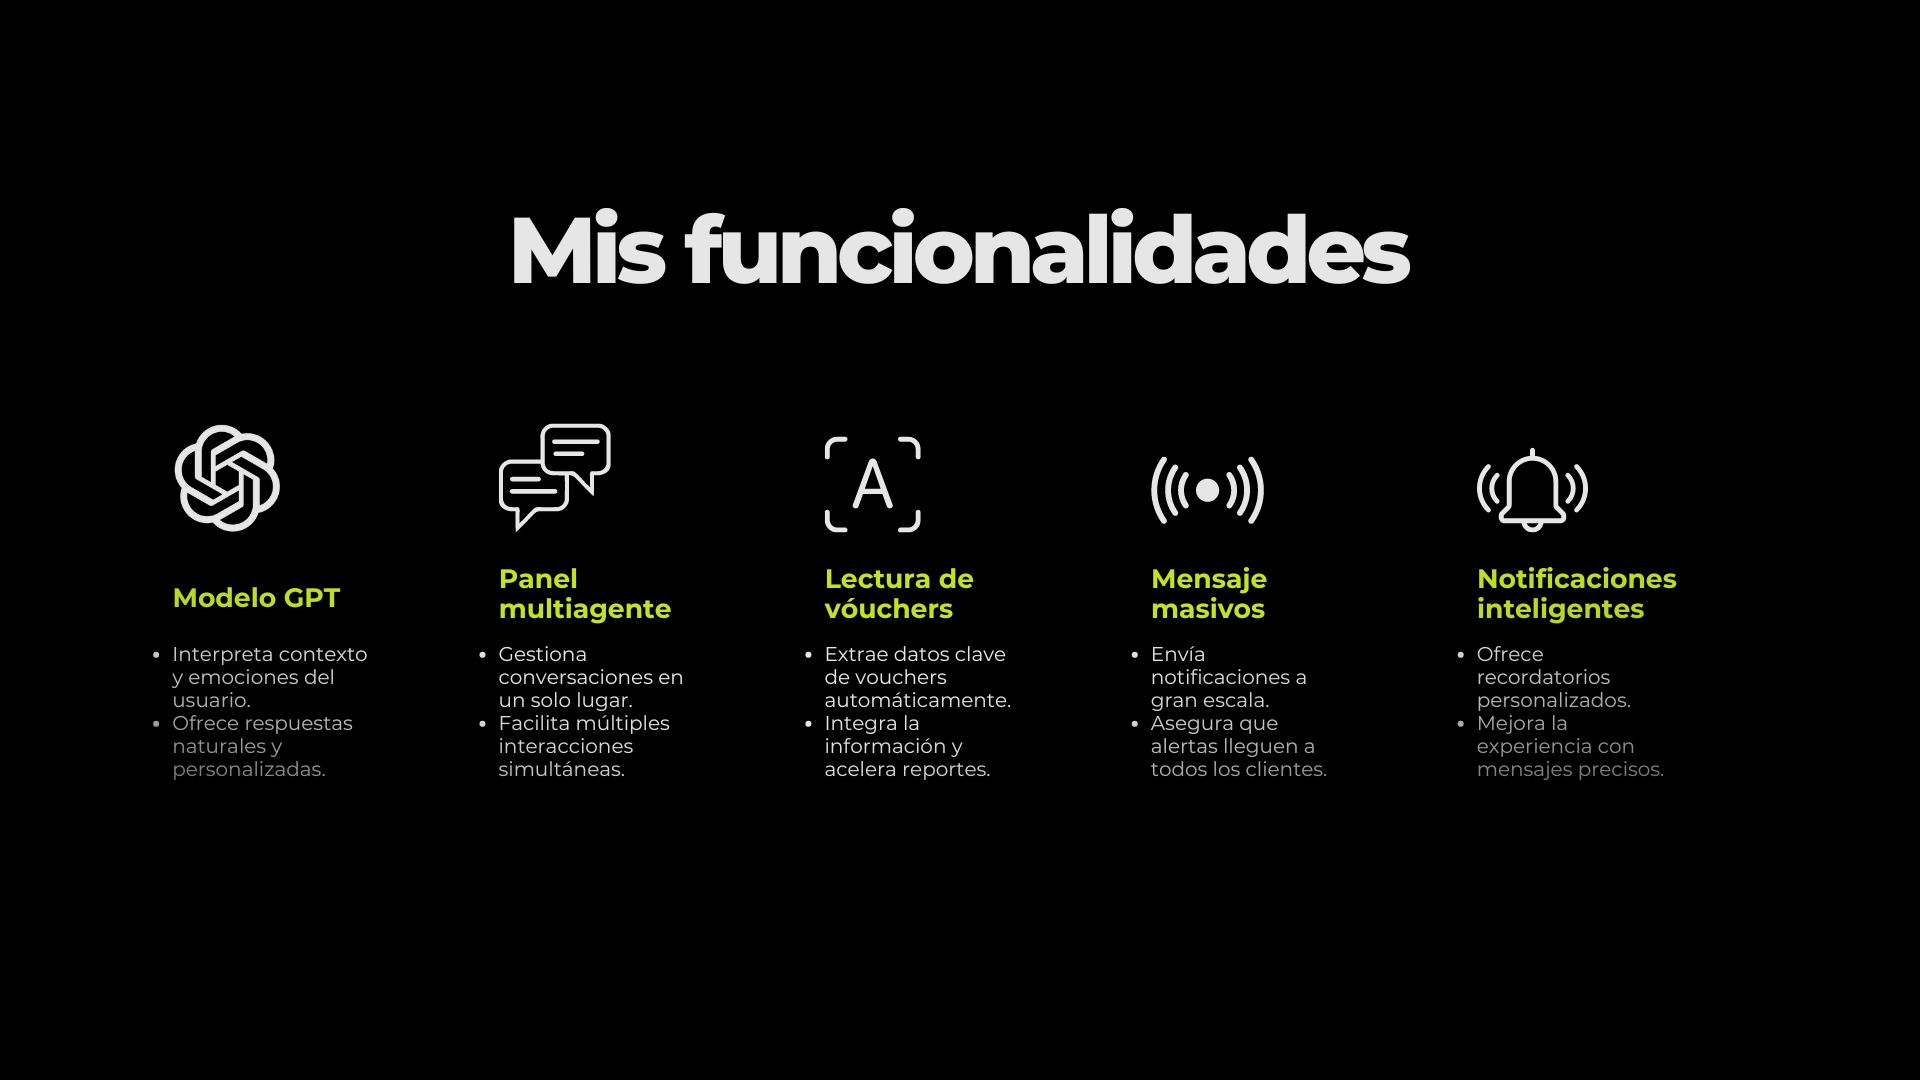 Mis funcionalidades
Modelo GPT
• Interpreta contexto
y emociones del
usuario.
• Ofrece respuestas
naturales y
personalizadas.
Panel
multiagente
• Gestiona
conversaciones en
un solo lugar.
• Facilita múltiples
interacciones
simultáneas.
A
Lectura de
vóuchers
• Extrae datos clave
de vouchers
automáticamente.
• Integra la
información y
acelera reportes.
Mensaje
masivos
• Envía
notificaciones a
gran escala.
• Asegura que
alertas lleguen a
todos los clientes.
Notificaciones
inteligentes
• Ofrece
recordatorios
personalizados.
• Mejora la
experiencia con
mensajes precisos.